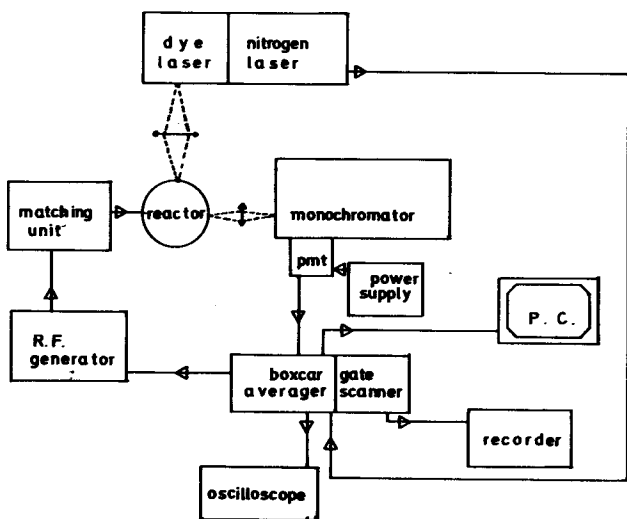 dye
laser
nitrogen
laser
matching
unit
reactor
monochromator
pmt
power
supply
P. C.
R.F.
generator
boxcar
averager
gate
scanner
recorder
oscilloscope